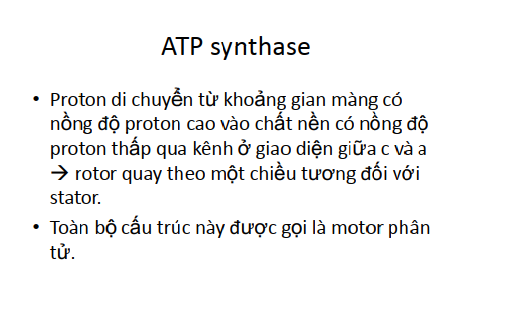 ATP synthase
• Proton di chuyển từ khoảng gian màng có
nồng độ proton cao vào chất nền có nồng độ
proton thấp qua kênh ở giao diện giữa c và a
→ rotor quay theo một chiều tương đối với
stator.
• Toàn bộ cấu trúc này được gọi là motor phân
tử.